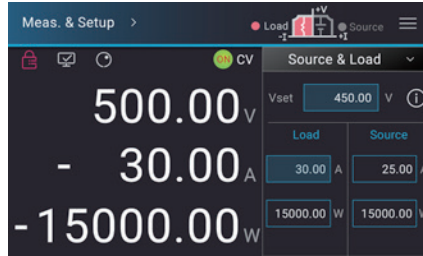 Meas. & Setup >
Load
+V
-I
+I
Source
ON CV
Source & Load
500.00 V
Vset 450.00 V
Load Source
- 30.00 A
30.00 A 25.00
-15000.00 W
15000.00 W 15000.00